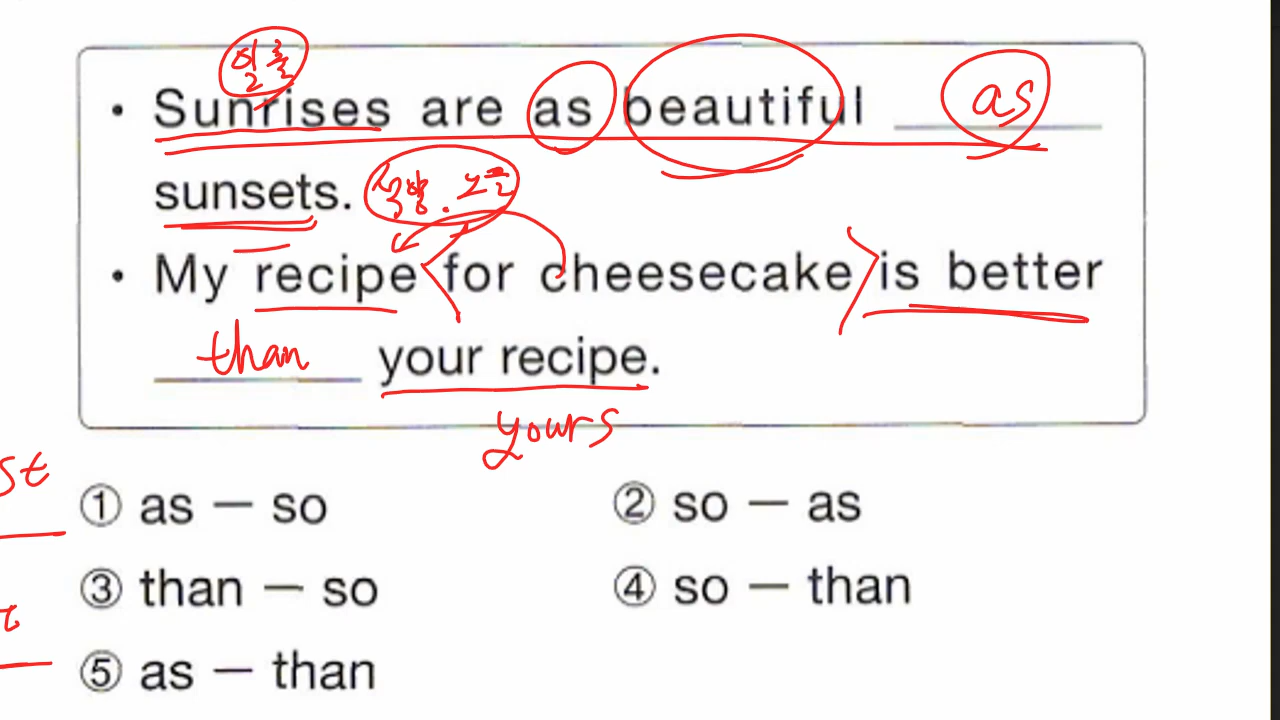 • Sunrises are as beautiful as
sunsets.
• My recipe for cheesecake is better
than your recipe.
yours
① as — so
② so — as
③ than — so
④ so — than
⑤ as — than